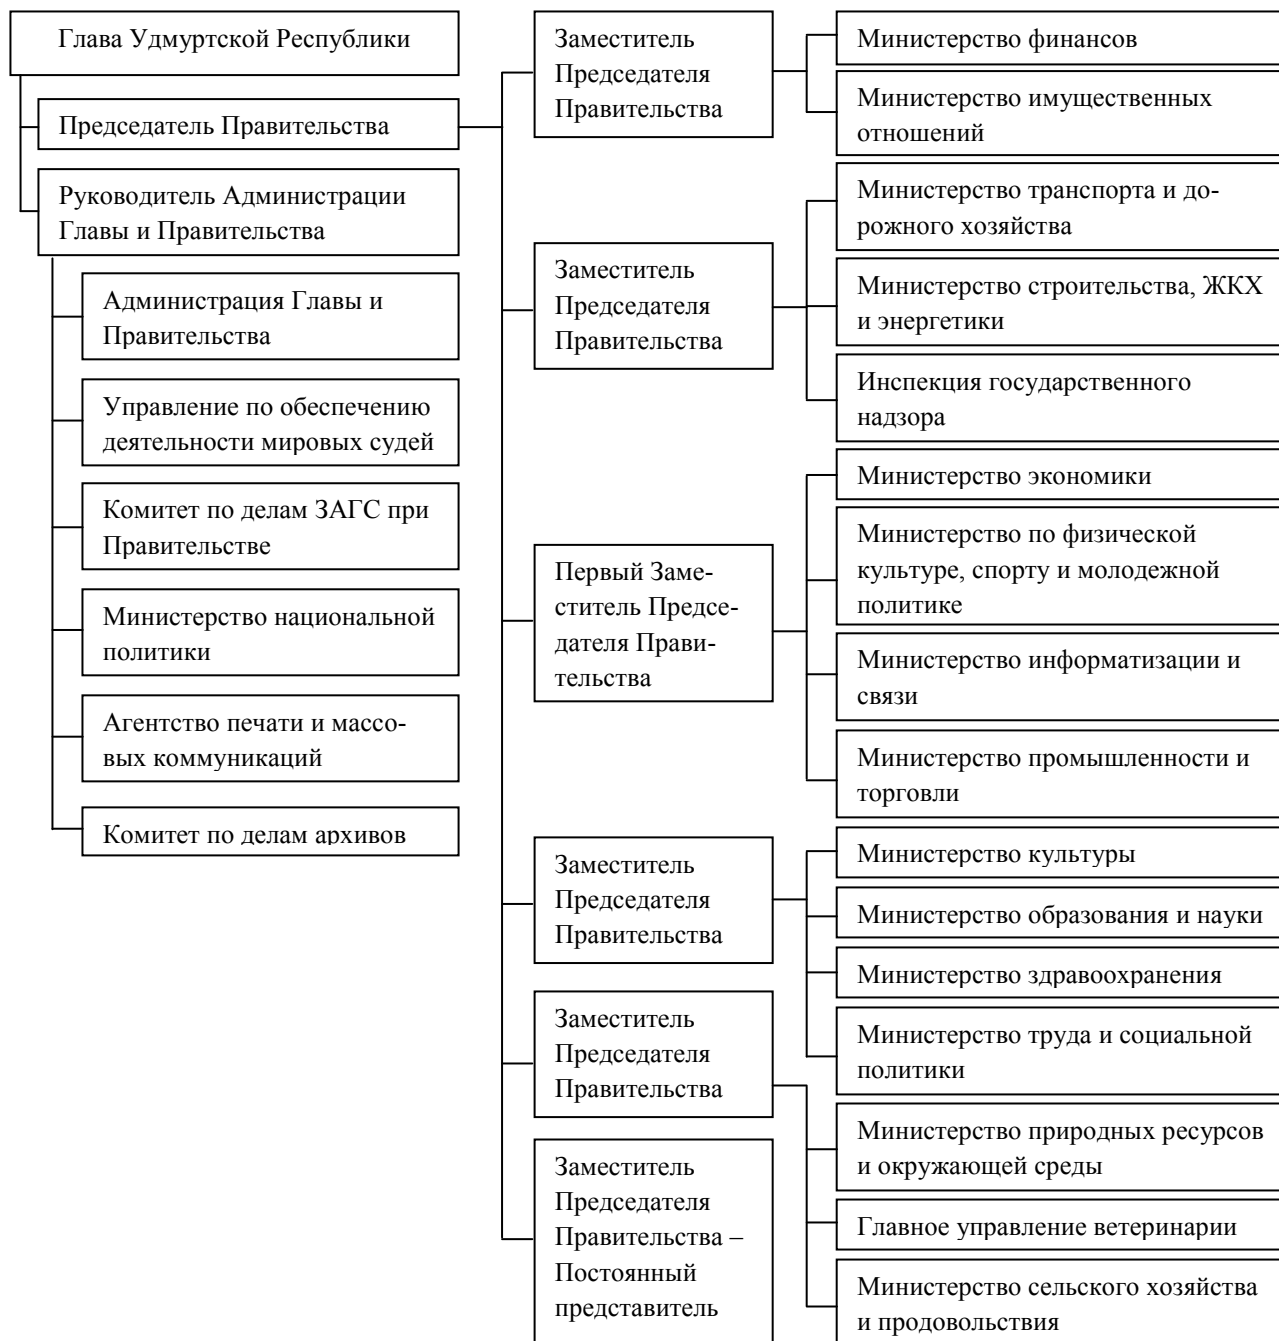 Глава Удмуртской Республики
Председатель Правительства
Руководитель Администрации
Главы и Правительства
Администрация Главы и
Правительства
Управление по обеспечению
деятельности мировых судей
Комитет по делам ЗАГС при
Правительстве
Министерство национальной
политики
Агентство печати и массо-
вых коммуникаций
Комитет по делам архивов
Заместитель
Председателя
Правительства
Заместитель
Председателя
Правительства
Первый Заме-
ститель Предсе-
дателя Прави-
тельства
Заместитель
Председателя
Правительства
Заместитель
Председателя
Правительства
Заместитель
Председателя
Правительства –
Постоянный
представитель
Министерство финансов
Министерство имущественных
отношений
Министерство транспорта и до-
рожного хозяйства
Министерство строительства, ЖКХ
и энергетики
Инспекция государственного
надзора
Министерство экономики
Министерство по физической
культуре, спорту и молодежной
политике
Министерство информатизации и
связи
Министерство промышленности и
торговли
Министерство культуры
Министерство образования и науки
Министерство здравоохранения
Министерство труда и социальной
политики
Министерство природных ресурсов
и окружающей среды
Главное управление ветеринарии
Министерство сельского хозяйства
и продовольствия